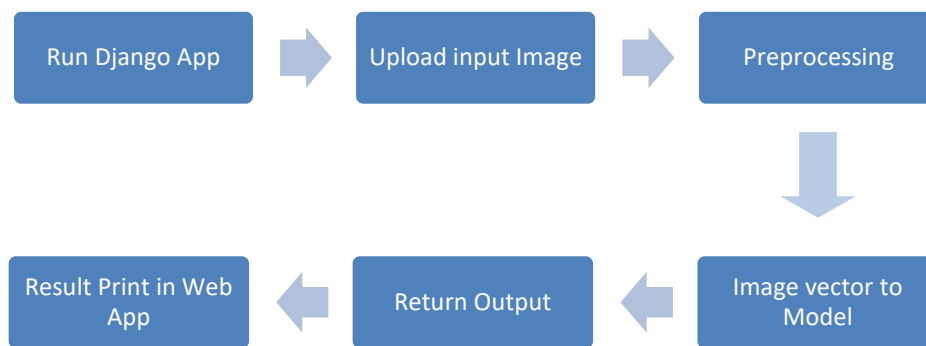 Run Django App
Upload input Image
Preprocessing
Image vector to
Model
Return Output
Result Print in Web
App